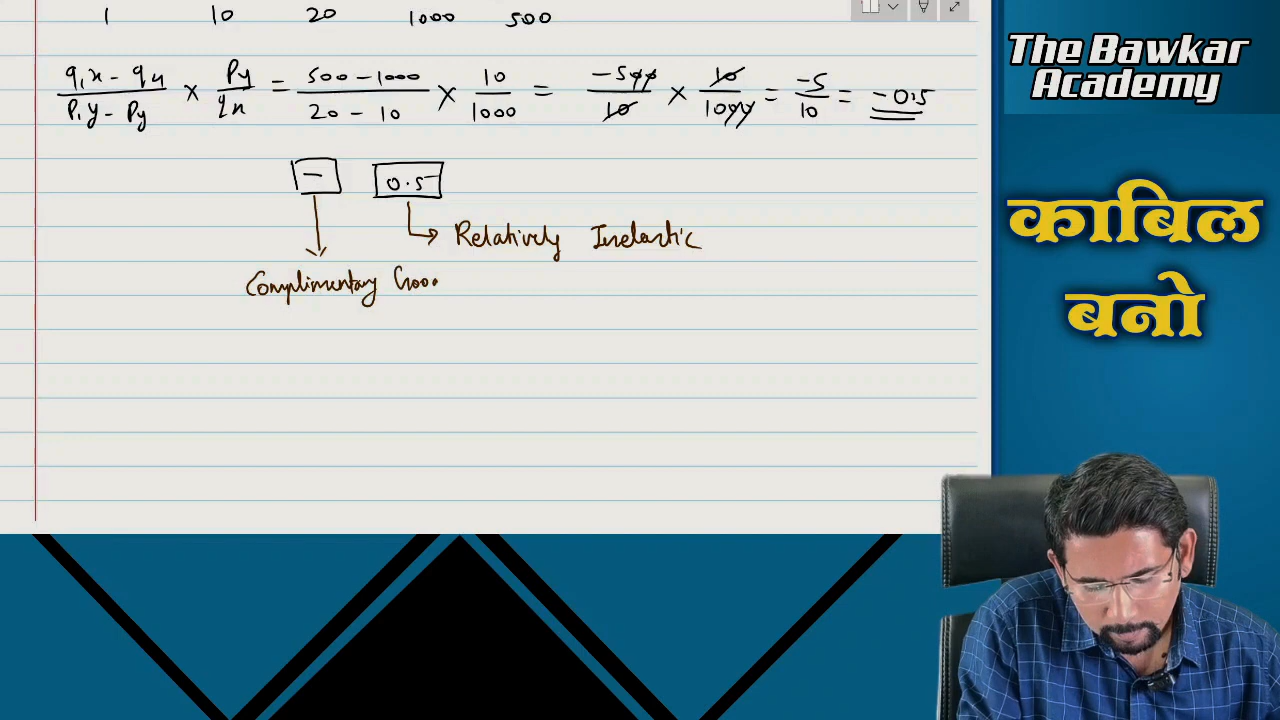 1 10 20 1000 500
q₁x - qx / P₁y - Py × Py / qx = 500 - 1000 / 20 - 10 × 10 / 1000 = -500 / 10 × 10 / 1000 = -5 / 10 = -0.5
- 0.5
Relatively Inelastic
Complimentary Goo
The Bawkar
Academy
काबिल
बनो